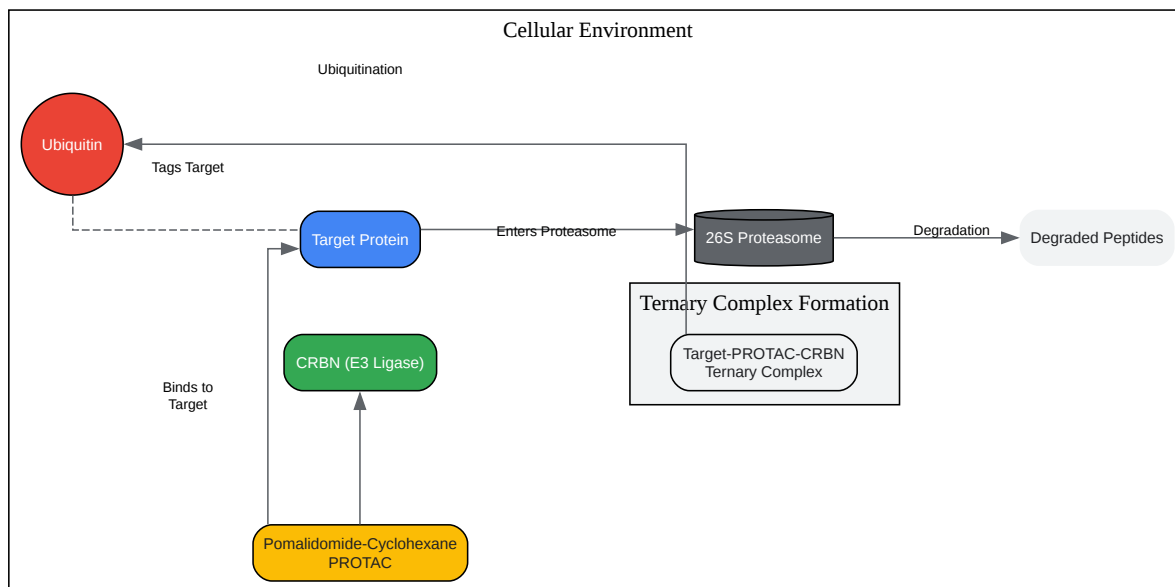 Cellular Environment
Ubiquitination
Ubiquitin
Tags Target
Target Protein
Enters Proteasome
26S Proteasome
Degradation
Degraded Peptides
Ternary Complex Formation
Target-PROTAC-CRBN
Ternary Complex
CRBN (E3 Ligase)
Binds to
Target
Pomalidomide-Cyclohexane
PROTAC